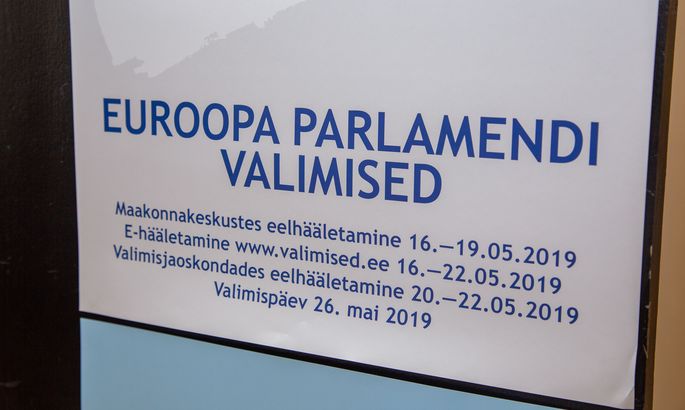 EUROOPA PARLAMENDI
VALIMISED
Maakonnakeskustes eelhääletamine 16.–19.05.2019
E-hääletamine www.valimised.ee 16.–22.05.2019
Valimisjaoskondades eelhääletamine 20.–22.05.2019
Valimispäev 26. mai 2019